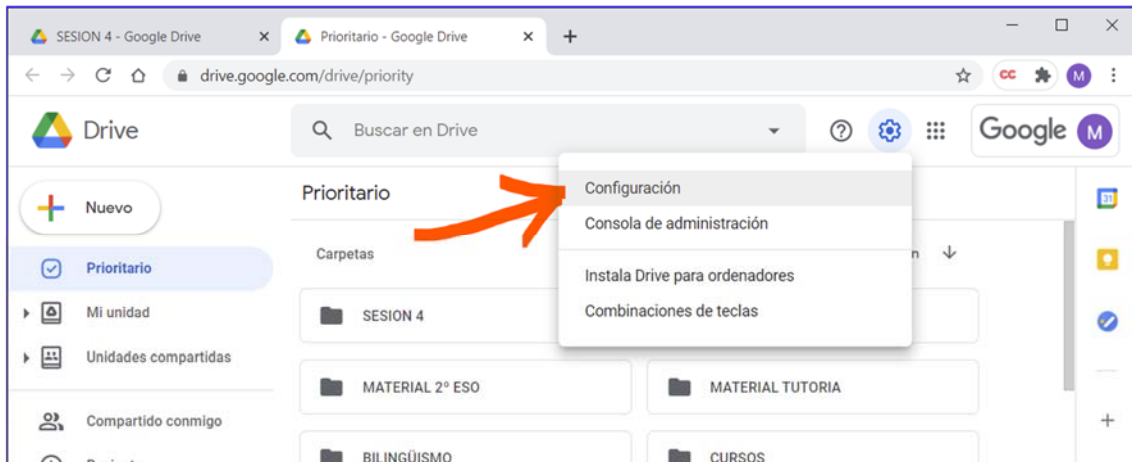 SESION 4 - Google Drive
Prioritario - Google Drive
drive.google.com/drive/priority
CC
M
Drive
Buscar en Drive
Google M
Nuevo
Prioritario
Configuración
31
Consola de administración
Carpetas
n
Prioritario
Instala Drive para ordenadores
Mi unidad
SESION 4
Combinaciones de teclas
Unidades compartidas
MATERIAL 2º ESO
MATERIAL TUTORIA
Compartido conmigo
BILINGÜISMO
CURSOS